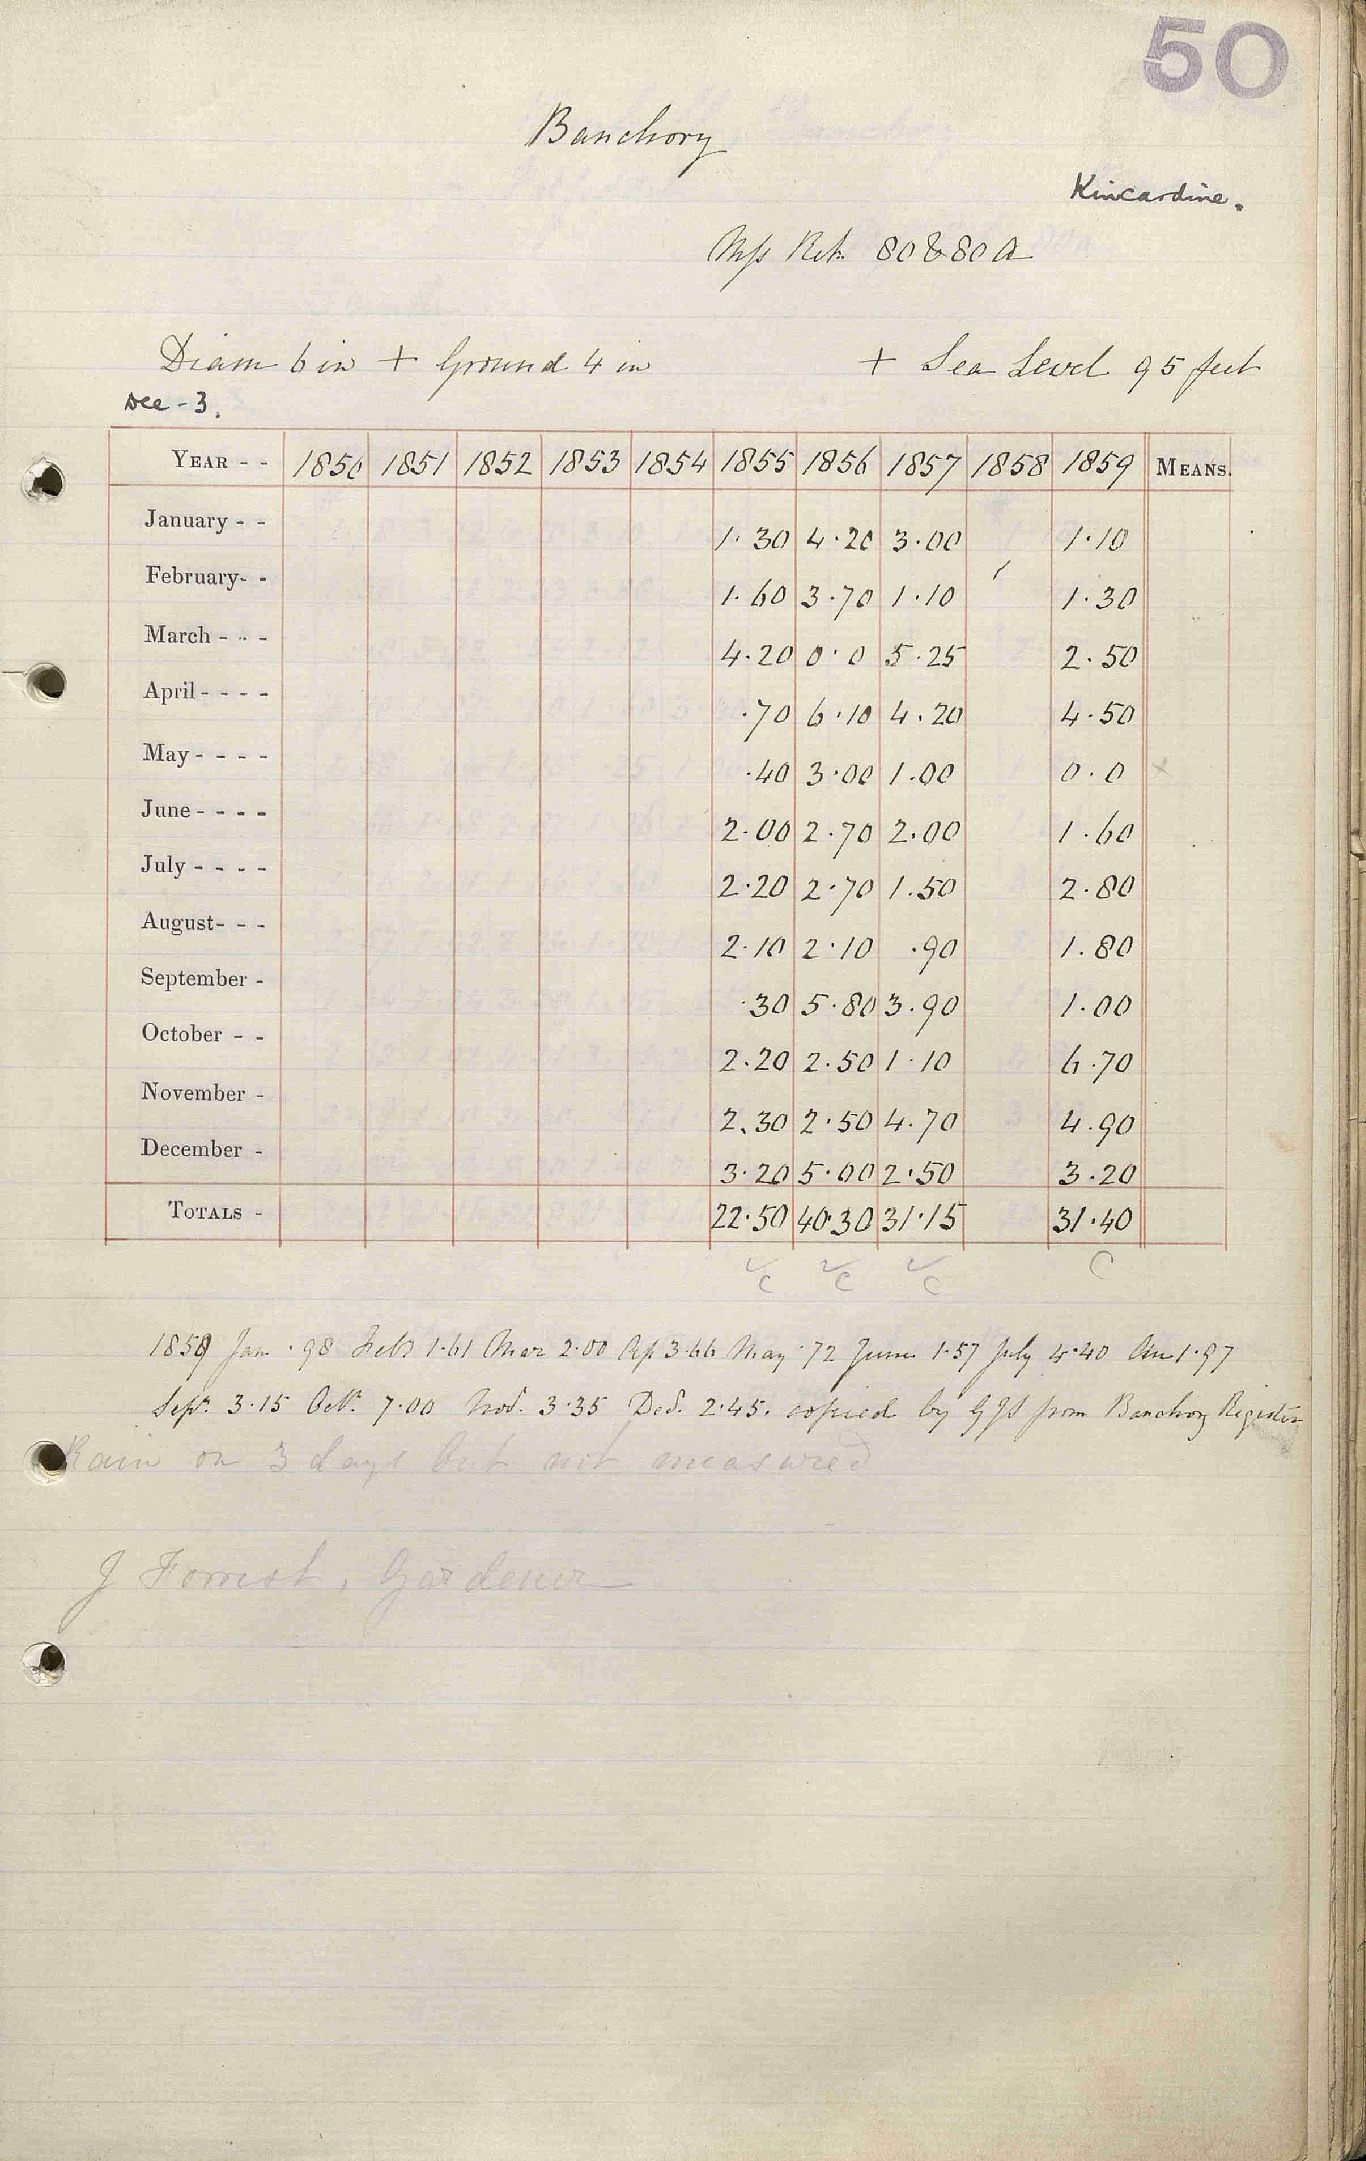 50
Banchory
Kincardine.
Mss Ret. 80 & 80 A
Diam 6 in + Ground 4 in + Sea Level 95 feet
Dee - 3.
YEAR - - 1850 1851 1852 1853 1854 1855 1856 1857 1858 1859 MEANS.
January - - 1.30 4.20 3.00 1.10
February- - 1.60 3.70 1.10 1.30
March - - - 4.20 0.0 5.25 2.50
April - - - - .70 6.10 4.20 4.50
May - - - - .40 3.00 1.00 0.0 x
June - - - - 2.00 2.70 2.00 1.60
July - - - - 2.20 2.70 1.50 2.80
August- - - 2.10 2.10 .90 1.80
September - .30 5.80 3.90 1.00
October - - 2.20 2.50 1.10 6.70
November - 2.30 2.50 4.70 4.90
December - 3.20 5.00 2.50 3.20
TOTALS - 22.50 40.30 31.15 31.40
C C C C
1859 Jan .98 Feb 1.61 Mar 2.00 Ap 3.66 May .72 June 1.57 July 4.40 Au 1.97
Sept. 3.15 Oct. 7.00 Nov. 3.35 Dec. 2.45. copied by from Banchory Register
Rain on 3 days but not measured
J Forrest, Gardener